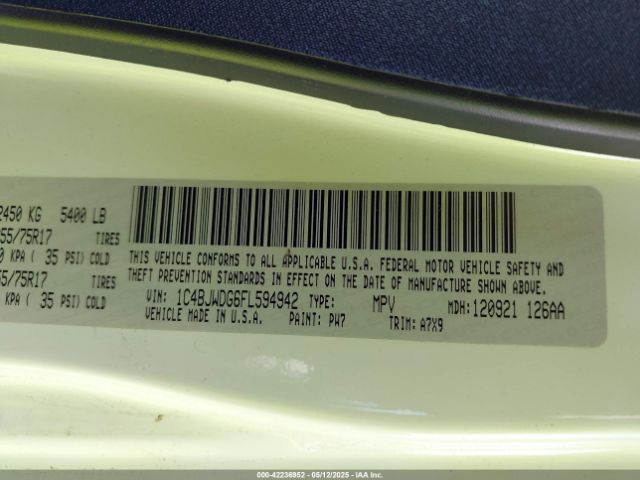 2450 KG 5400 LB
55/75R17 TIRES
0 KPA ( 35 PSI) COLD
55/75R17 TIRES
KPA ( 35 PSI) COLD
THIS VEHICLE CONFORMS TO ALL APPLICABLE U.S.A. FEDERAL MOTOR VEHICLE SAFETY AND
THEFT PREVENTION STANDARDS IN EFFECT ON THE DATE OF MANUFACTURE SHOWN ABOVE.
VIN: 1C4BJWDG6FL594942 TYPE: MPV MDH: 120921 126AA
VEHICLE MADE IN U.S.A. PAINT: PW7 TRIM: A7X9
000-42236952 - 05/12/2025 - IAAI, Inc.